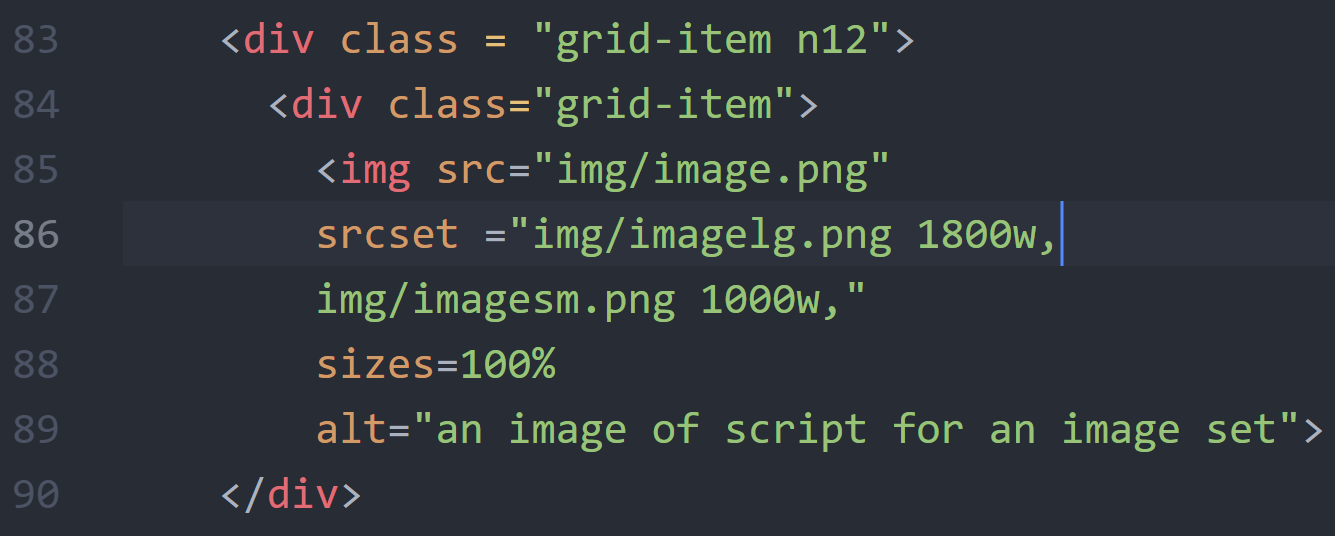 83 <div class = "grid-item n12">
84 <div class="grid-item">
85 <img src="img/image.png"
86 srcset ="img/imagelg.png 1800w,
87 img/imagesm.png 1000w,"
88 sizes=100%
89 alt="an image of script for an image set">
90 </div>